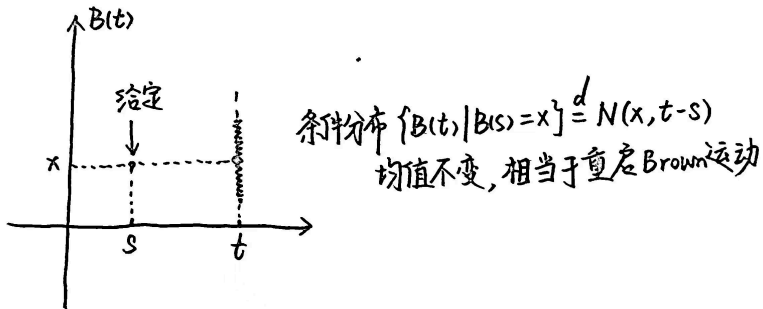 B(t)
给定
x
s
t
条件分布 {B(t)|B(s)=x} d= N(x, t-s)
均值不变，相当于重启Brown运动